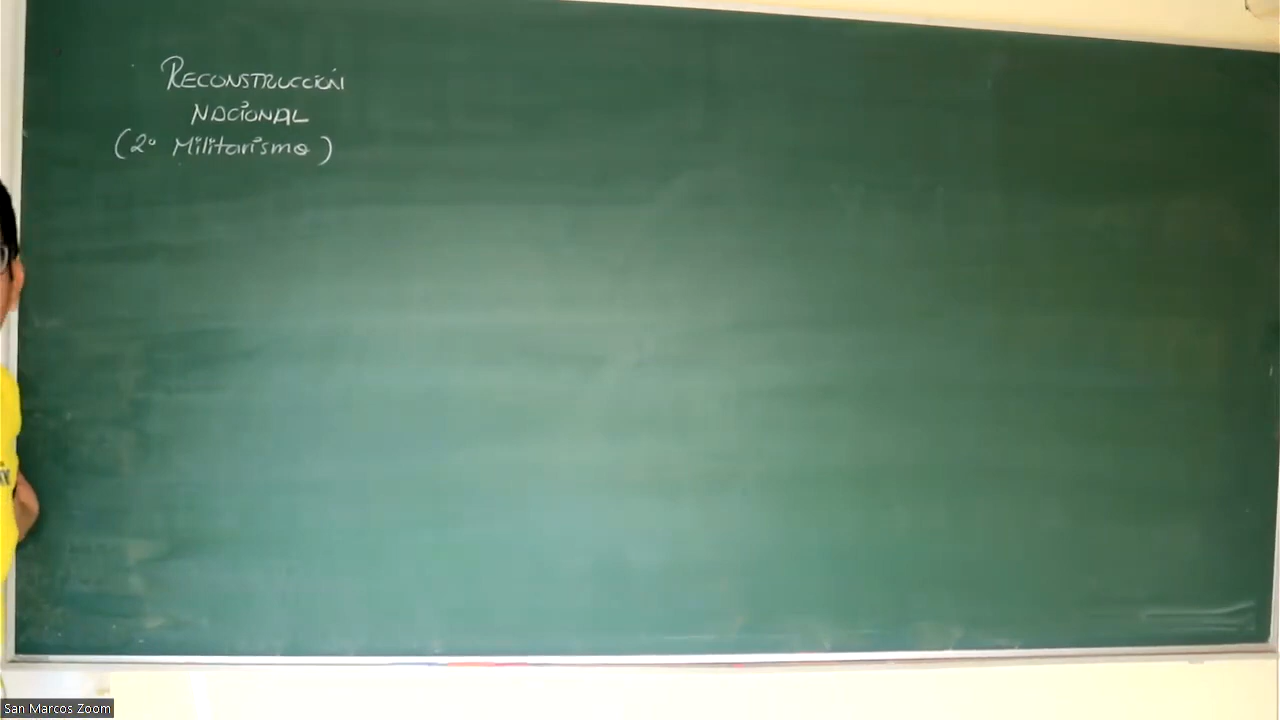 RECONSTRUCCIÓN
NACIONAL
(2° Militarismo)
San Marcos Zoom